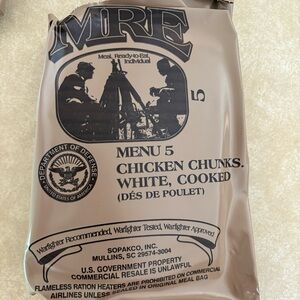 MRE
Meal, Ready-to-Eat,
Individual
5
DEPARTMENT OF DEFENSE
UNITED STATES OF AMERICA
MENU 5
CHICKEN CHUNKS,
WHITE, COOKED
(DÉS DE POULET)
Warfighter Recommended, Warfighter Tested, Warfighter Approved
SOPAKCO, INC.
MULLINS, SC 29574-3004
U.S. GOVERNMENT PROPERTY
COMMERCIAL RESALE IS UNLAWFUL
FLAMELESS RATION HEATERS ARE PROHIBITED ON COMMERCIAL
AIRLINES UNLESS SEALED IN ORIGINAL MEAL BAG